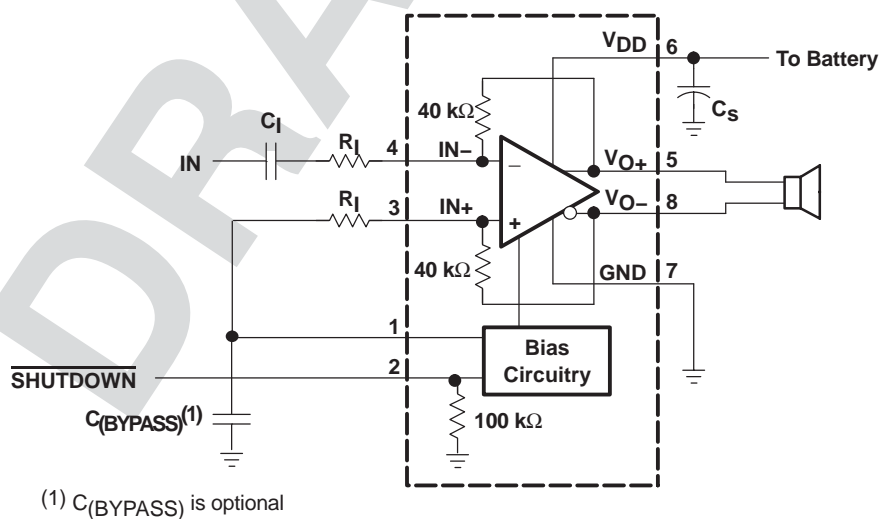 VDD 6
To Battery
40 kΩ
CS
CI
RI 4 IN−
IN
−
VO+ 5
VO− 8
RI 3 IN+
+
40 kΩ
GND 7
1
Bias
Circuitry
2
SHUTDOWN
C(BYPASS)(1)
100 kΩ
(1) C(BYPASS) is optional